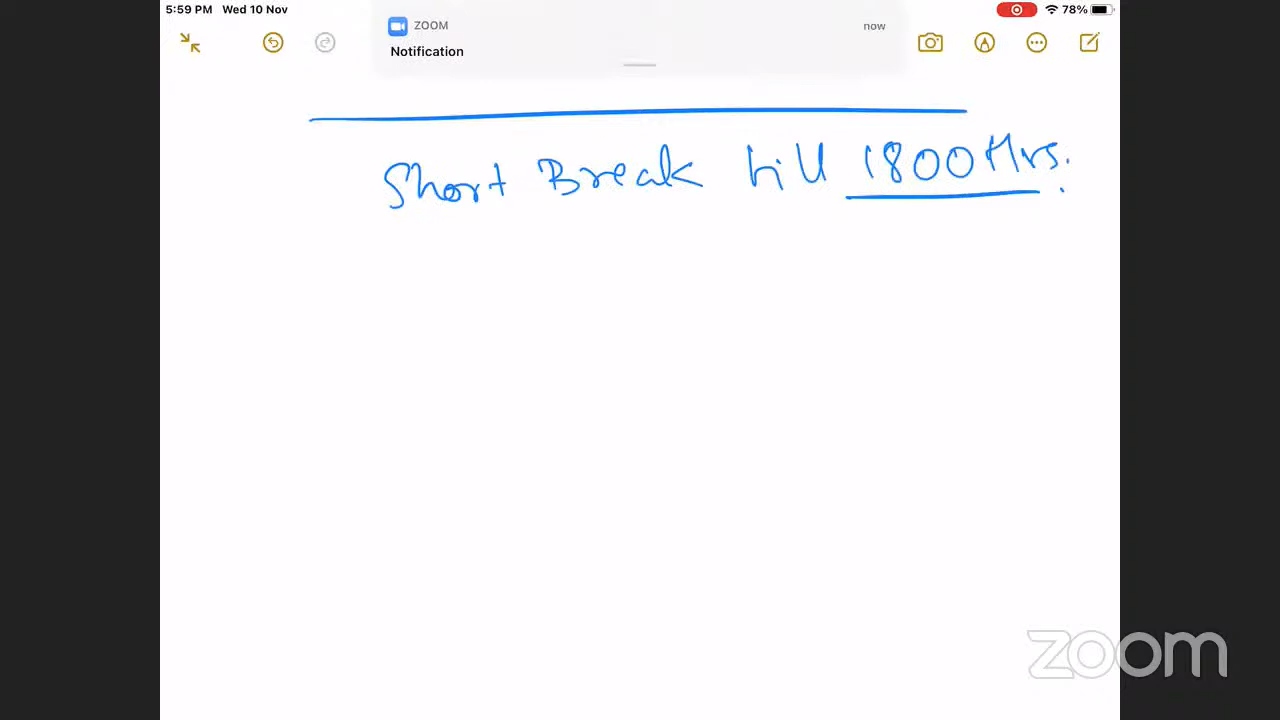 5:59 PM Wed 10 Nov
78%
ZOOM
now
Notification
Short Break till 1800 Hrs.
zoom